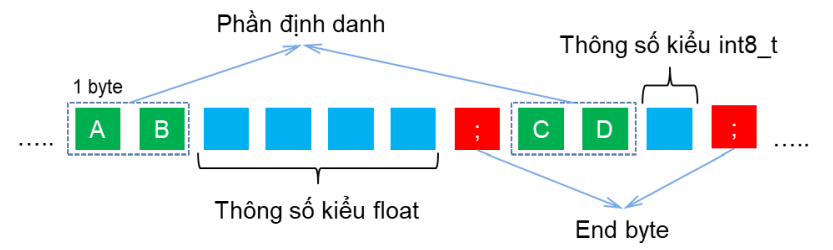 Phần định danh
Thông số kiểu int8_t
1 byte
..... A B ; C D ; .....
Thông số kiểu float
End byte